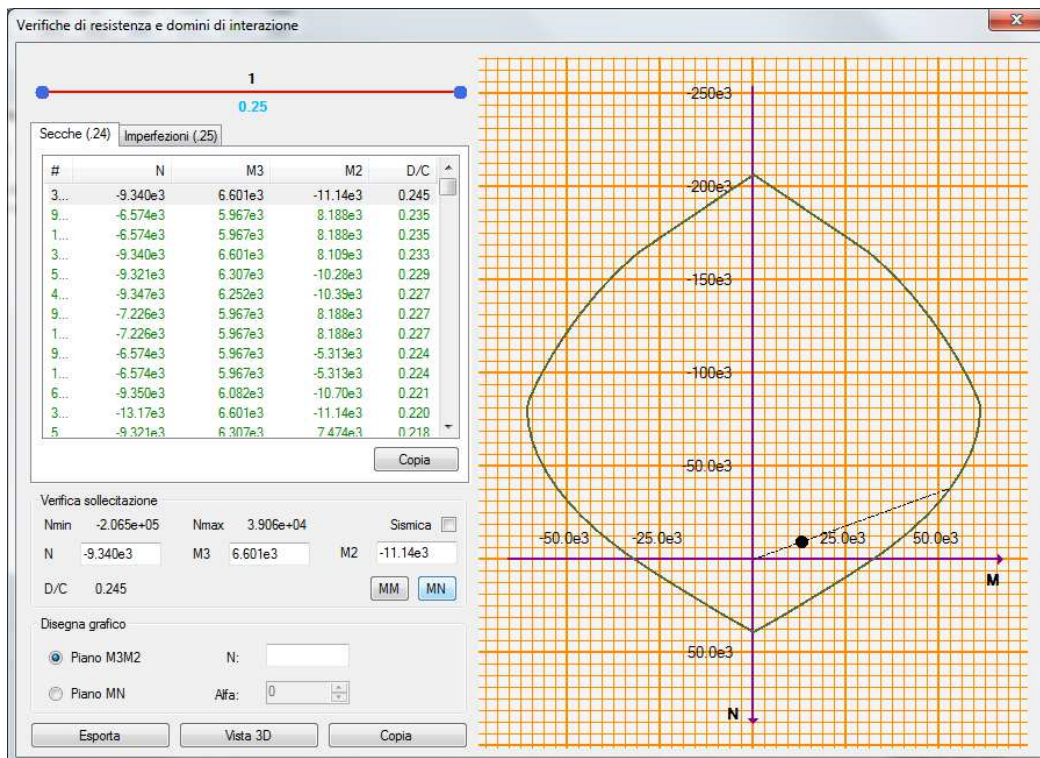 Verifiche di resistenza e domini di interazione
x
1
0.25
Secche (.24) Imperfezioni (.25)
# N M3 M2 D/C
3... -9.340e3 6.601e3 -11.14e3 0.245
9... -6.574e3 5.967e3 8.188e3 0.235
1... -6.574e3 5.967e3 8.188e3 0.235
3... -9.340e3 6.601e3 8.109e3 0.233
5... -9.321e3 6.307e3 -10.28e3 0.229
4... -9.347e3 6.252e3 -10.39e3 0.227
9... -7.226e3 5.967e3 8.188e3 0.227
1... -7.226e3 5.967e3 8.188e3 0.227
9... -6.574e3 5.967e3 -5.313e3 0.224
1... -6.574e3 5.967e3 -5.313e3 0.224
6... -9.350e3 6.082e3 -10.70e3 0.221
3... -13.17e3 6.601e3 -11.14e3 0.220
5 -9.321e3 6.307e3 7.474e3 0.218
Copia
Verifica sollecitazione
Nmin -2.065e+05 Nmax 3.906e+04 Sismica
N -9.340e3 M3 6.601e3 M2 -11.14e3
D/C 0.245 MM MN
Disegna grafico
Piano M3M2 N:
Piano MN Alfa: 0
Esporta Vista 3D Copia
-250e3
-200e3
-150e3
-100e3
-50.0e3
-50.0e3 -25.0e3 25.0e3 50.0e3
M
50.0e3
N